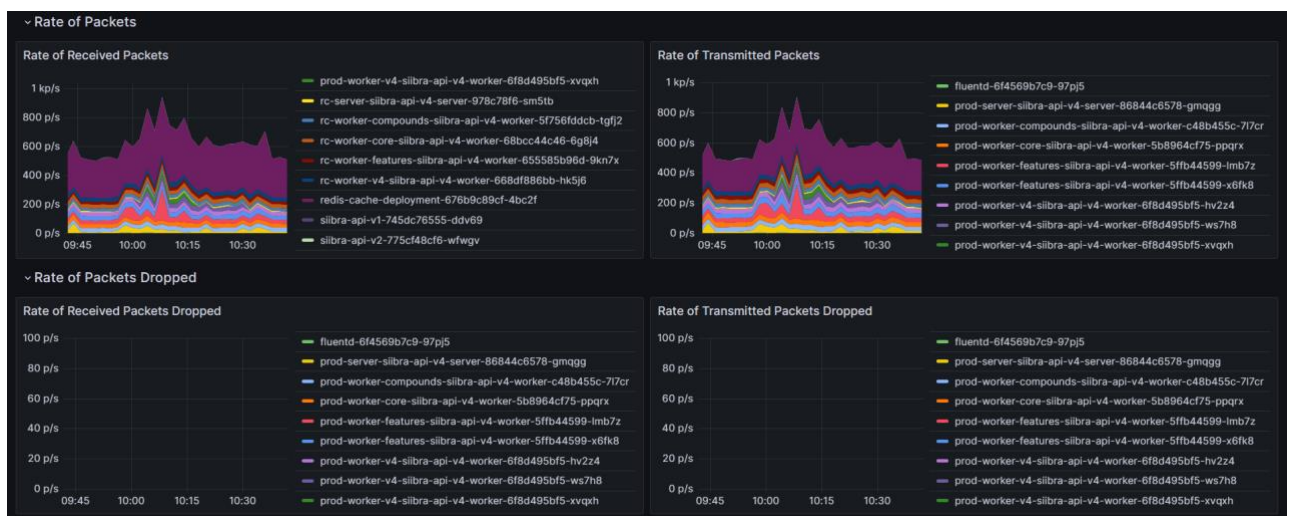 Rate of Packets
Rate of Received Packets
1 kp/s
800 p/s
600 p/s
400 p/s
200 p/s
0 p/s
09:45 10:00 10:15 10:30
prod-worker-v4-siibra-api-v4-worker-6f8d495bf5-xvqxh
rc-server-siibra-api-v4-server-978c78f6-sm5tb
rc-worker-compounds-siibra-api-v4-worker-5f756fddcb-tgfj2
rc-worker-core-siibra-api-v4-worker-68bcc44c46-6g8j4
rc-worker-features-siibra-api-v4-worker-655585b96d-9kn7x
rc-worker-v4-siibra-api-v4-worker-668df886bb-hk5j6
redis-cache-deployment-676b9c89cf-4bc2f
siibra-api-v1-745dc76555-ddv69
siibra-api-v2-775cf48cf6-wfwgv
Rate of Transmitted Packets
1 kp/s
800 p/s
600 p/s
400 p/s
200 p/s
0 p/s
09:45 10:00 10:15 10:30
fluentd-6f4569b7c9-97pj5
prod-server-siibra-api-v4-server-86844c6578-gmqgg
prod-worker-compounds-siibra-api-v4-worker-c48b455c-7l7cr
prod-worker-core-siibra-api-v4-worker-5b8964cf75-ppqrx
prod-worker-features-siibra-api-v4-worker-5ffb44599-lmb7z
prod-worker-features-siibra-api-v4-worker-5ffb44599-x6fk8
prod-worker-v4-siibra-api-v4-worker-6f8d495bf5-hv2z4
prod-worker-v4-siibra-api-v4-worker-6f8d495bf5-ws7h8
prod-worker-v4-siibra-api-v4-worker-6f8d495bf5-xvqxh
Rate of Packets Dropped
Rate of Received Packets Dropped
100 p/s
80 p/s
60 p/s
40 p/s
20 p/s
0 p/s
09:45 10:00 10:15 10:30
fluentd-6f4569b7c9-97pj5
prod-server-siibra-api-v4-server-86844c6578-gmqgg
prod-worker-compounds-siibra-api-v4-worker-c48b455c-7l7cr
prod-worker-core-siibra-api-v4-worker-5b8964cf75-ppqrx
prod-worker-features-siibra-api-v4-worker-5ffb44599-lmb7z
prod-worker-features-siibra-api-v4-worker-5ffb44599-x6fk8
prod-worker-v4-siibra-api-v4-worker-6f8d495bf5-hv2z4
prod-worker-v4-siibra-api-v4-worker-6f8d495bf5-ws7h8
prod-worker-v4-siibra-api-v4-worker-6f8d495bf5-xvqxh
Rate of Transmitted Packets Dropped
100 p/s
80 p/s
60 p/s
40 p/s
20 p/s
0 p/s
09:45 10:00 10:15 10:30
fluentd-6f4569b7c9-97pj5
prod-server-siibra-api-v4-server-86844c6578-gmqgg
prod-worker-compounds-siibra-api-v4-worker-c48b455c-7l7cr
prod-worker-core-siibra-api-v4-worker-5b8964cf75-ppqrx
prod-worker-features-siibra-api-v4-worker-5ffb44599-lmb7z
prod-worker-features-siibra-api-v4-worker-5ffb44599-x6fk8
prod-worker-v4-siibra-api-v4-worker-6f8d495bf5-hv2z4
prod-worker-v4-siibra-api-v4-worker-6f8d495bf5-ws7h8
prod-worker-v4-siibra-api-v4-worker-6f8d495bf5-xvqxh